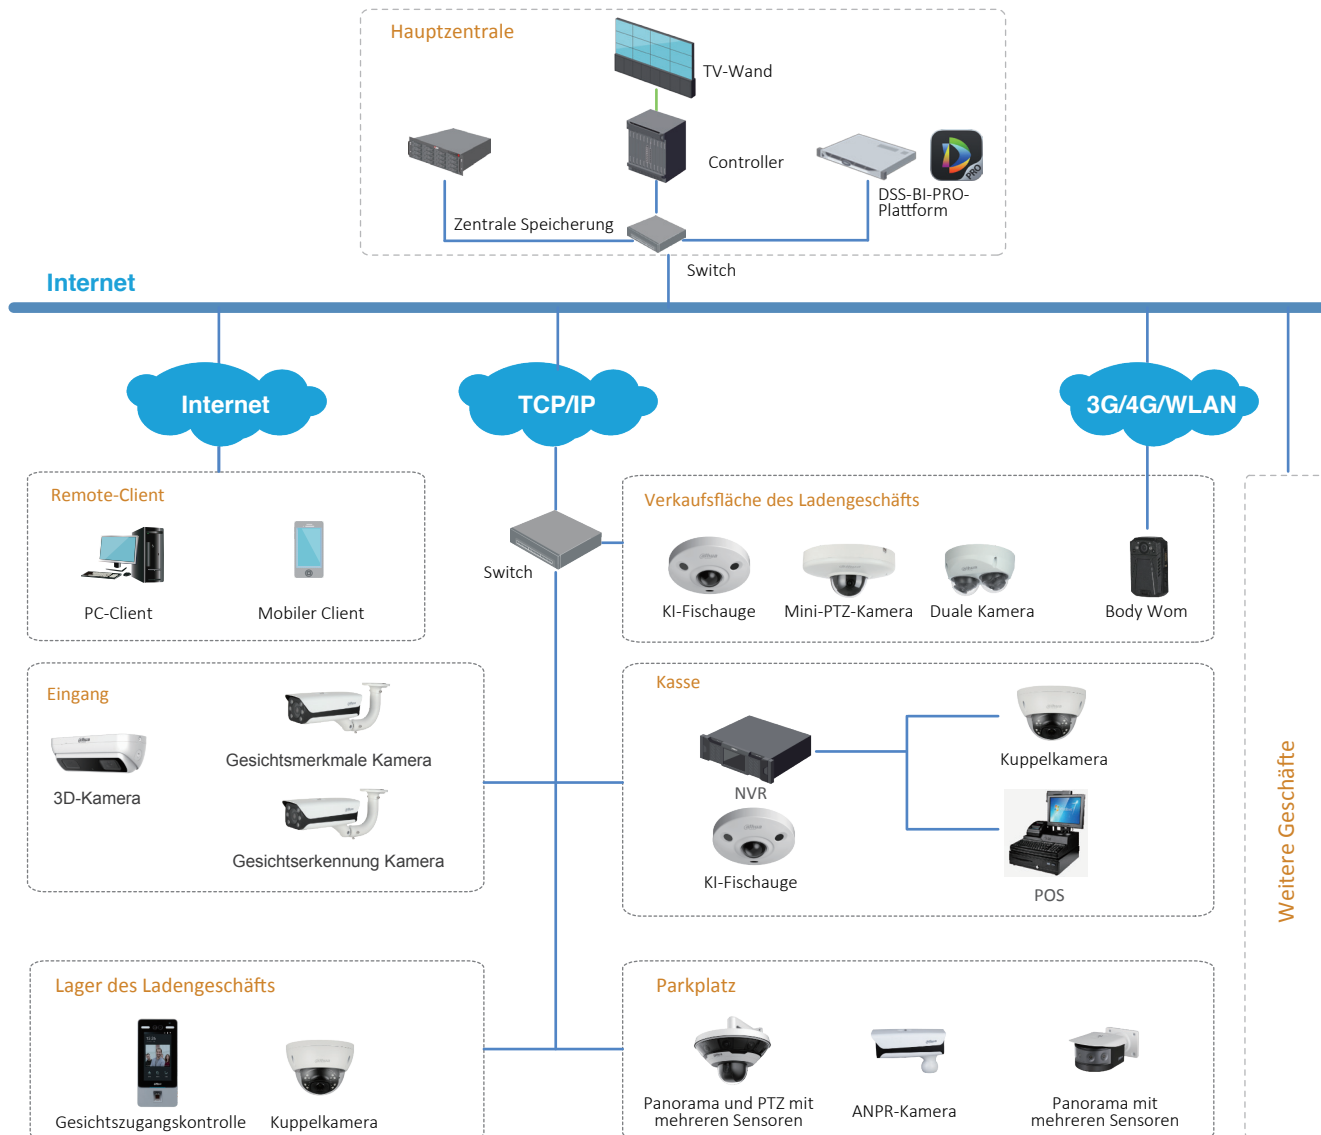 Hauptzentrale
TV-Wand
Controller
PRO
DSS-BI-PRO-
Plattform
Zentrale Speicherung
Switch
Internet
Internet
TCP/IP
3G/4G/WLAN
Remote-Client
PC-Client
Mobiler Client
Switch
Verkaufsfläche des Ladengeschäfts
KI-Fischauge
Mini-PTZ-Kamera
Duale Kamera
Body Wom
Eingang
3D-Kamera
Gesichtsmerkmale Kamera
Gesichtserkennung Kamera
Kasse
NVR
KI-Fischauge
Kuppelkamera
POS
Weitere Geschäfte
Lager des Ladengeschäfts
Gesichtszugangskontrolle
Kuppelkamera
Parkplatz
Panorama und PTZ mit
mehreren Sensoren
ANPR-Kamera
Panorama mit
mehreren Sensoren